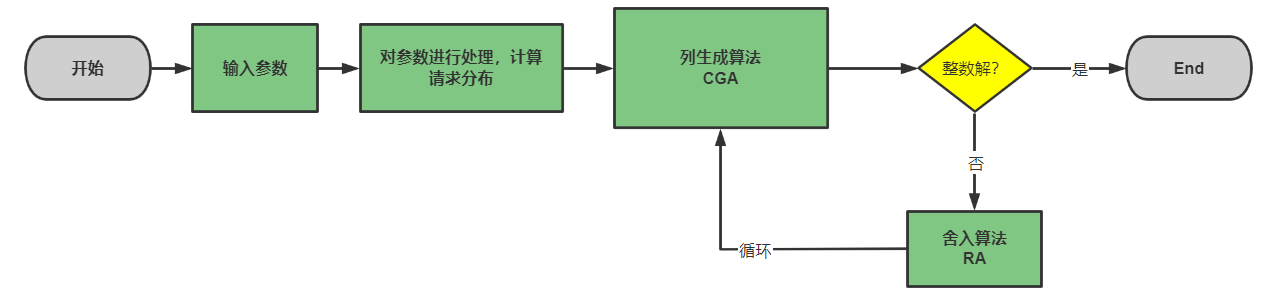 开始
输入参数
对参数进行处理，计算
请求分布
列生成算法
CGA
整数解？
是
End
否
舍入算法
RA
循环